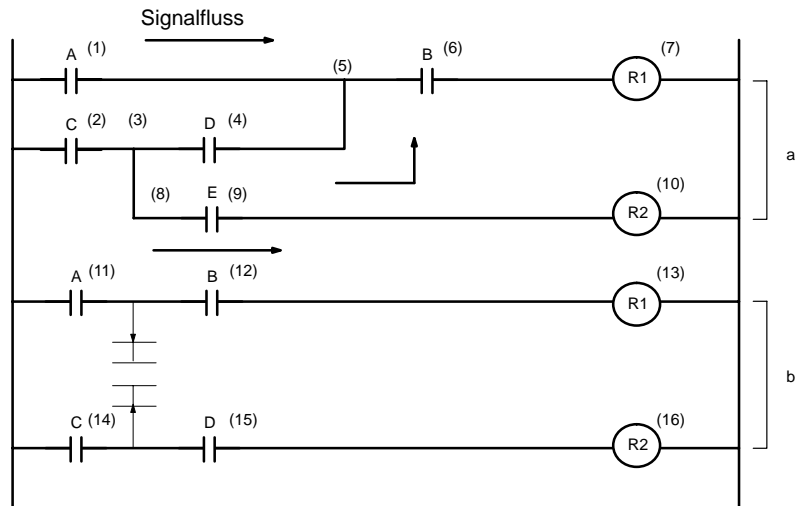 Signalfluss
A (1) (5) B (6) (7)
R1
C (2) (3) D (4)
a
(8) E (9) (10)
R2
A (11) B (12) (13)
R1
b
C (14) D (15) (16)
R2